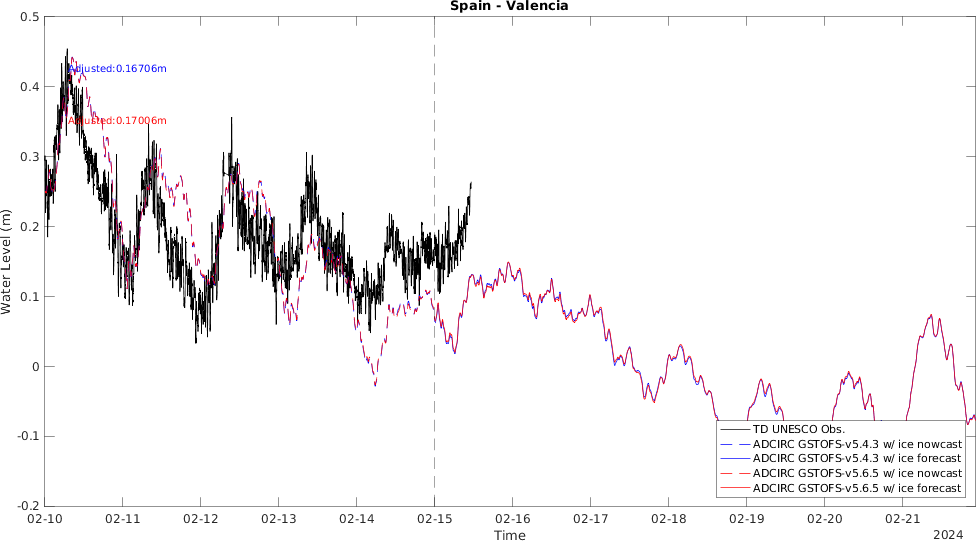 Spain - Valencia
0.5
0.4
0.3
0.2
0.1
0
-0.1
-0.2
Water Level (m)
Adjusted:0.16706m
Adjusted:0.17006m
TD UNESCO Obs.
ADCIRC GSTOFS-v5.4.3 w/ ice nowcast
ADCIRC GSTOFS-v5.4.3 w/ ice forecast
ADCIRC GSTOFS-v5.6.5 w/ ice nowcast
ADCIRC GSTOFS-v5.6.5 w/ ice forecast
02-10 02-11 02-12 02-13 02-14 02-15 02-16 02-17 02-18 02-19 02-20 02-21
Time
2024